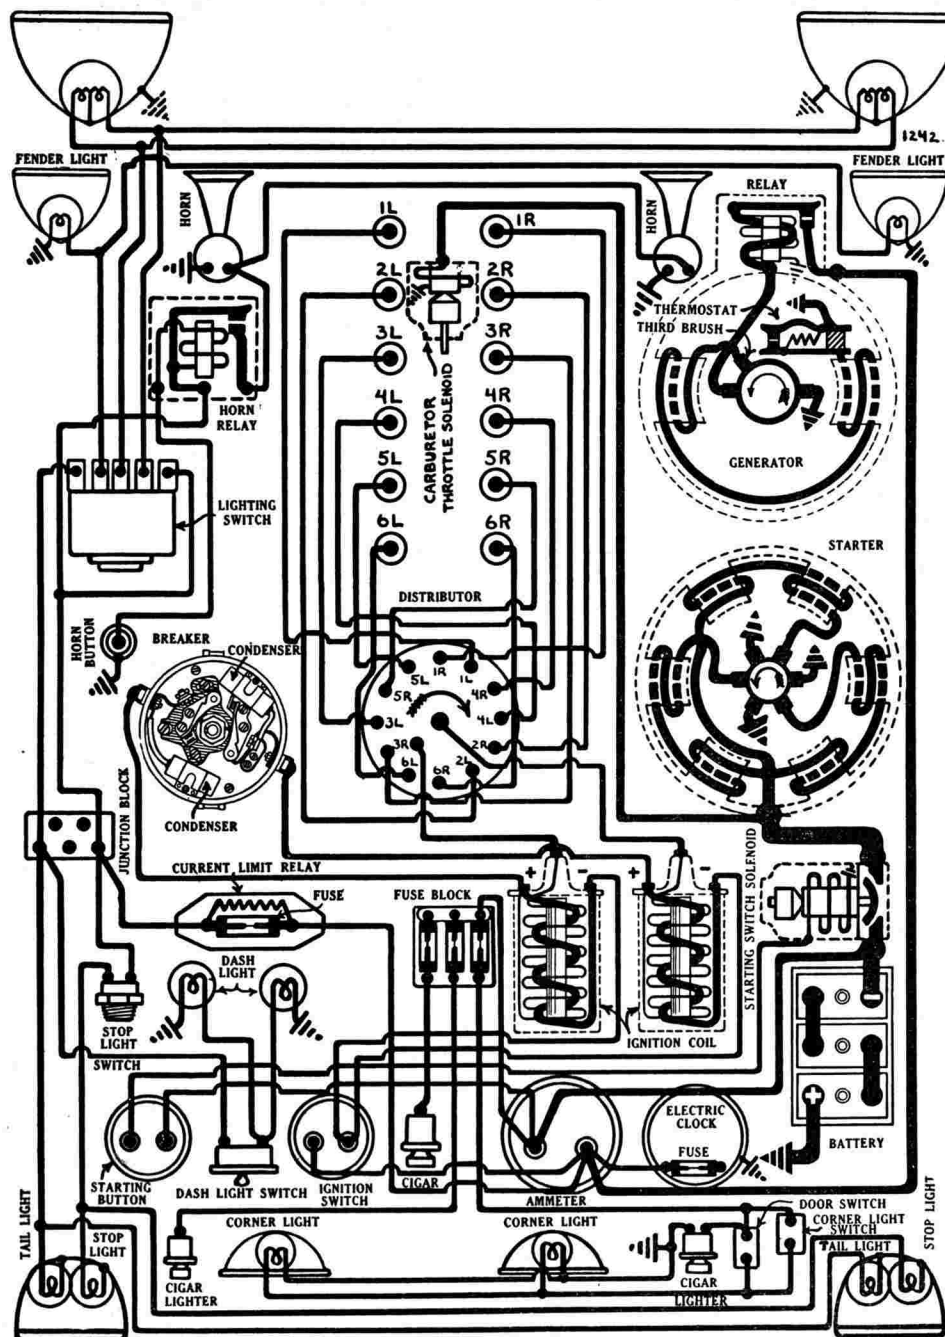 1242
FENDER LIGHT
FENDER LIGHT
HORN
HORN
RELAY
1L
1R
2L
2R
THERMOSTAT
THIRD BRUSH
3L
3R
HORN
RELAY
4L
4R
CARBURETOR
THROTTLE SOLENOID
GENERATOR
5L
5R
LIGHTING
SWITCH
6L
6R
STARTER
DISTRIBUTOR
HORN
BUTTON
BREAKER
CONDENSER
5L
1R
1L
5R
4R
3L
4L
3R
2R
6L
6R
2L
CONDENSER
JUNCTION BLOCK
CURRENT LIMIT RELAY
FUSE
FUSE BLOCK
+
-
+
-
STARTING SWITCH SOLENOID
DASH
LIGHT
STOP
LIGHT
SWITCH
IGNITION COIL
ELECTRIC
CLOCK
FUSE
BATTERY
STARTING
BUTTON
DASH LIGHT SWITCH
IGNITION
SWITCH
CIGAR
AMMETER
TAIL LIGHT
STOP
LIGHT
CORNER LIGHT
CORNER LIGHT
DOOR SWITCH
CORNER LIGHT
SWITCH
TAIL LIGHT
STOP LIGHT
CIGAR
LIGHTER
CIGAR
LIGHTER